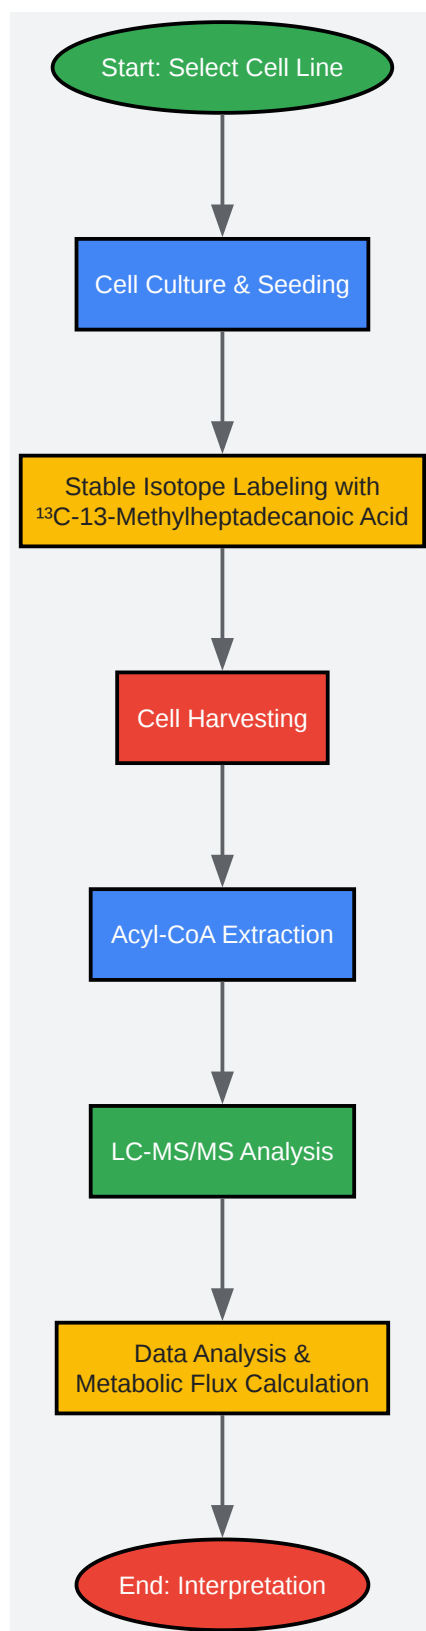 Start: Select Cell Line
Cell Culture & Seeding
Stable Isotope Labeling with
¹³C-13-Methylheptadecanoic Acid
Cell Harvesting
Acyl-CoA Extraction
LC-MS/MS Analysis
Data Analysis &
Metabolic Flux Calculation
End: Interpretation